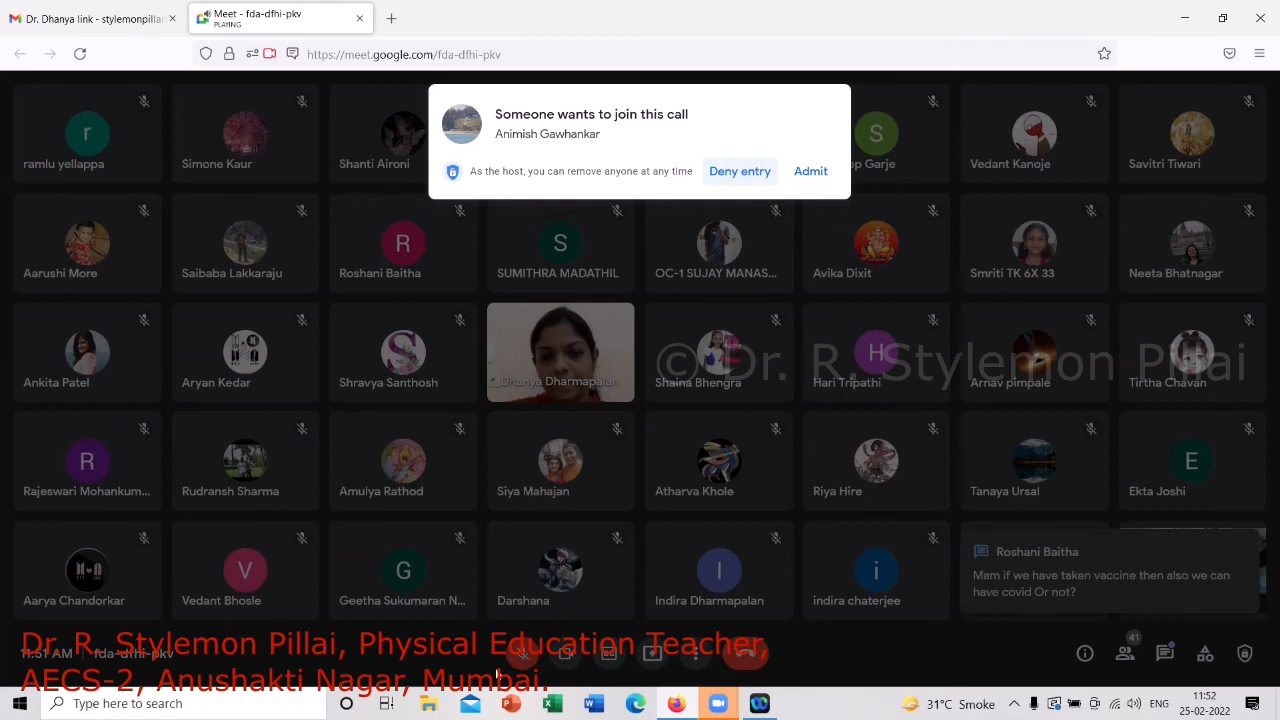 Dr. Dhanya link - stylemonpillai
Meet - fda-dfhi-pkv
PLAYING
https://meet.google.com/fda-dfhi-pkv
Someone wants to join this call
Animish Gawhankar
As the host, you can remove anyone at any time
Deny entry
Admit
r
S
ramlu yellappa
Simone Kaur
Shanti Aironi
ep Garje
Vedant Kanoje
Savitri Tiwari
R
S
Aarushi More
Saibaba Lakkaraju
Roshani Baitha
SUMITHRA MADATHIL
OC-1 SUJAY MANAS...
Avika Dixit
Smriti TK 6X 33
Neeta Bhatnagar
H
© Dr. R. Stylemon Pillai
Ankita Patel
Aryan Kedar
Shravya Santhosh
Dhanya Dharmapalan
Shaina Bhengra
Hari Tripathi
Arnav pimpale
Tirtha Chavan
R
E
Rajeswari Mohankum...
Rudransh Sharma
Amulya Rathod
Siya Mahajan
Atharva Khole
Riya Hire
Tanaya Ursal
Ekta Joshi
V
G
I
i
Aarya Chandorkar
Vedant Bhosle
Geetha Sukumaran N...
Darshana
Indira Dharmapalan
indira chaterjee
Roshani Baitha
Mam if we have taken vaccine then also we can
have covid Or not?
11:51 AM
fda-dfhi-pkv
41
Dr. R. Stylemon Pillai, Physical Education Teacher,
AECS-2, Anushakti Nagar, Mumbai.
Type here to search
31°C Smoke
ENG
11:52
25-02-2022